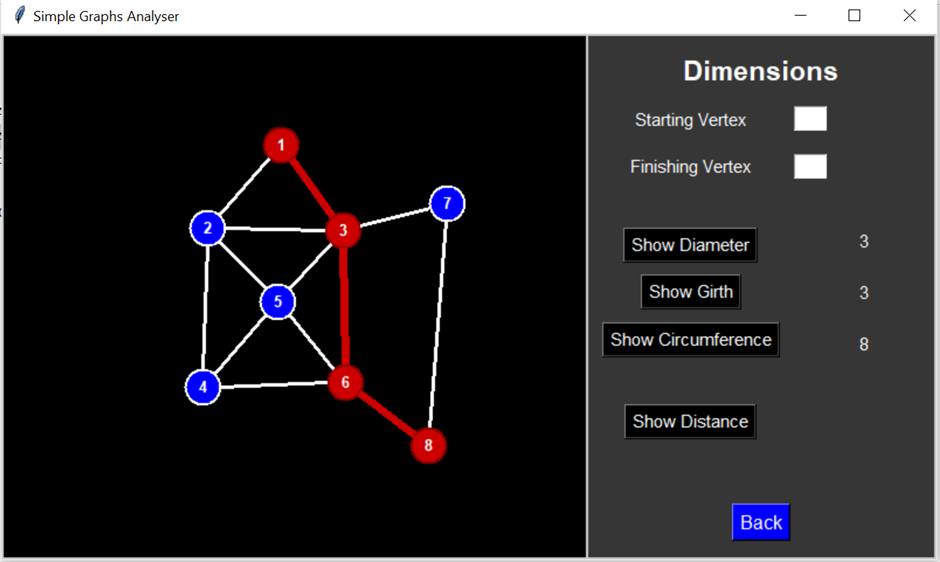 Simple Graphs Analyser
Dimensions
Starting Vertex
Finishing Vertex
Show Diameter 3
Show Girth 3
Show Circumference 8
Show Distance
Back
1
2
3
7
5
4
6
8